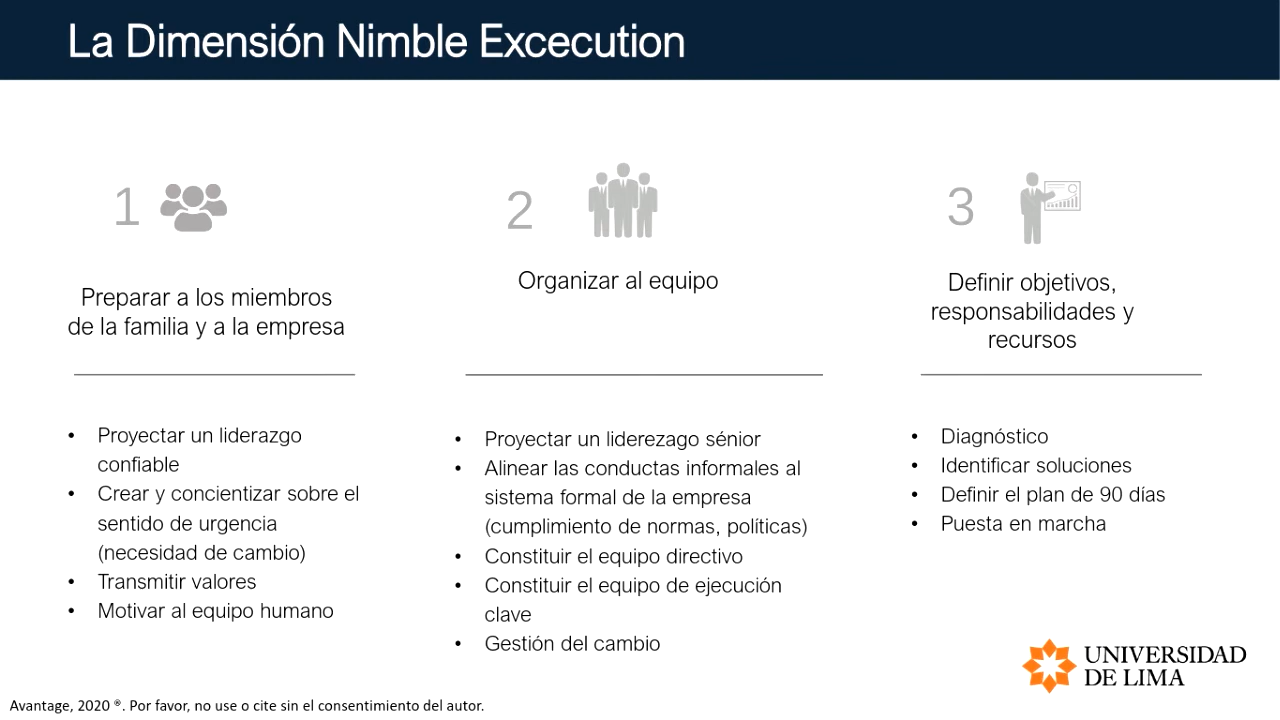 La Dimensión Nimble Excecution
1
Preparar a los miembros
de la familia y a la empresa
• Proyectar un liderazgo
confiable
• Crear y concientizar sobre el
sentido de urgencia
(necesidad de cambio)
• Transmitir valores
• Motivar al equipo humano
2
Organizar al equipo
• Proyectar un liderezago sénior
• Alinear las conductas informales al
sistema formal de la empresa
(cumplimiento de normas, políticas)
• Constituir el equipo directivo
• Constituir el equipo de ejecución
clave
• Gestión del cambio
3
Definir objetivos,
responsabilidades y
recursos
• Diagnóstico
• Identificar soluciones
• Definir el plan de 90 días
• Puesta en marcha
UNIVERSIDAD
DE LIMA
Avantage, 2020 ®. Por favor, no use o cite sin el consentimiento del autor.